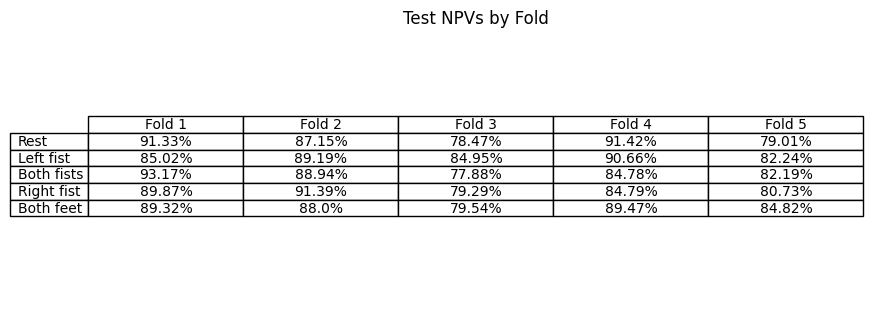 Test NPVs by Fold
Fold 1 Fold 2 Fold 3 Fold 4 Fold 5
Rest 91.33% 87.15% 78.47% 91.42% 79.01%
Left fist 85.02% 89.19% 84.95% 90.66% 82.24%
Both fists 93.17% 88.94% 77.88% 84.78% 82.19%
Right fist 89.87% 91.39% 79.29% 84.79% 80.73%
Both feet 89.32% 88.0% 79.54% 89.47% 84.82%